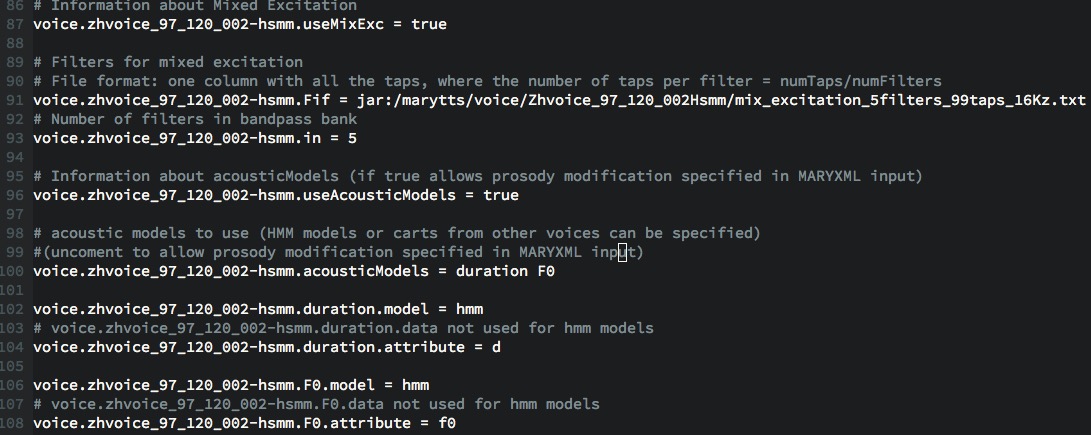 86 # Information about Mixed Excitation
87 voice.zhvoice_97_120_002-hsmm.useMixExc = true
88
89 # Filters for mixed excitation
90 # File format: one column with all the taps, where the number of taps per filter = numTaps/numFilters
91 voice.zhvoice_97_120_002-hsmm.Fif = jar:/marytts/voice/Zhvoice_97_120_002Hsmm/mix_excitation_5filters_99taps_16Kz.txt
92 # Number of filters in bandpass bank
93 voice.zhvoice_97_120_002-hsmm.in = 5
94
95 # Information about acousticModels (if true allows prosody modification specified in MARYXML input)
96 voice.zhvoice_97_120_002-hsmm.useAcousticModels = true
97
98 # acoustic models to use (HMM models or carts from other voices can be specified)
99 #(uncoment to allow prosody modification specified in MARYXML input)
100 voice.zhvoice_97_120_002-hsmm.acousticModels = duration F0
101
102 voice.zhvoice_97_120_002-hsmm.duration.model = hmm
103 # voice.zhvoice_97_120_002-hsmm.duration.data not used for hmm models
104 voice.zhvoice_97_120_002-hsmm.duration.attribute = d
105
106 voice.zhvoice_97_120_002-hsmm.F0.model = hmm
107 # voice.zhvoice_97_120_002-hsmm.F0.data not used for hmm models
108 voice.zhvoice_97_120_002-hsmm.F0.attribute = f0